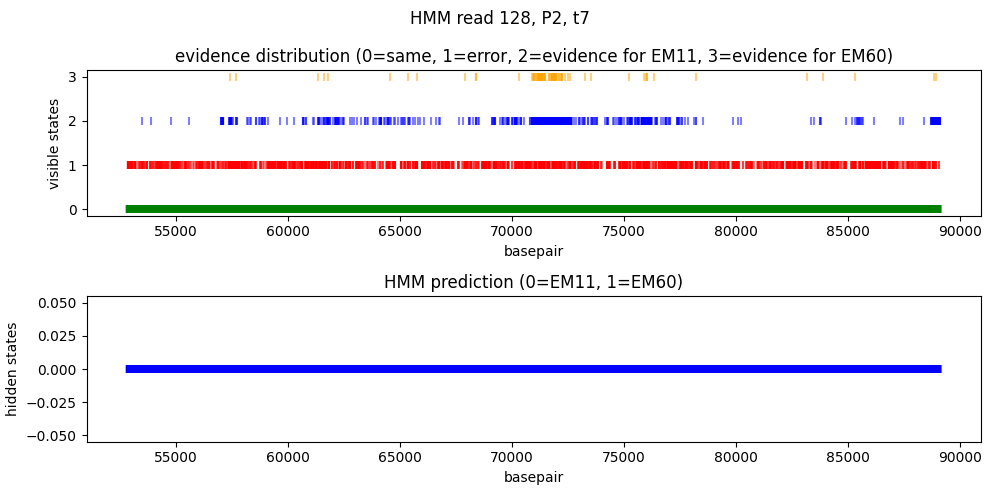 HMM read 128, P2, t7
evidence distribution (0=same, 1=error, 2=evidence for EM11, 3=evidence for EM60)
visible states
3
2
1
0
55000 60000 65000 70000 75000 80000 85000 90000
basepair
HMM prediction (0=EM11, 1=EM60)
hidden states
0.050
0.025
0.000
−0.025
−0.050
55000 60000 65000 70000 75000 80000 85000 90000
basepair